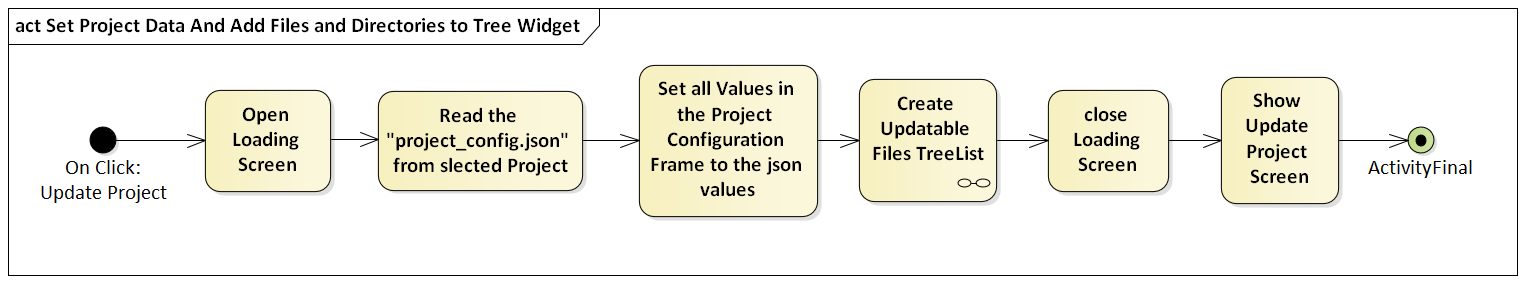 act Set Project Data And Add Files and Directories to Tree Widget
On Click:
Update Project
Open
Loading
Screen
Read the
"project_config.json"
from slected Project
Set all Values in
the Project
Configuration
Frame to the json
values
Create
Updatable
Files TreeList
close
Loading
Screen
Show
Update
Project
Screen
ActivityFinal